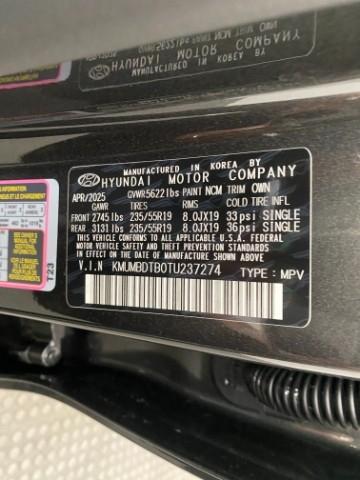 MANUFACTURED IN KOREA BY
HYUNDAI MOTOR COMPANY
APR/2025 GVWR5622lbs PAINT NCM TRIM OWN
GAWR TIRES RIMS COLD TIRE INFL
FRONT 2745lbs 235/55R19 8.0JX19 33psi SINGLE
REAR 3131lbs 235/55R19 8.0JX19 36psi SINGLE
THIS VEHICLE CONFORMS TO ALL APPLICABLE U.S.A. FEDERAL
MOTOR VEHICLE SAFETY, BUMPER, AND THEFT PREVENTION STANDARDS
IN EFFECT ON THE DATE OF MANUFACTURE SHOWN ABOVE.
V.I.N KMUMBDTB0TU237274 TYPE : MPV
T23